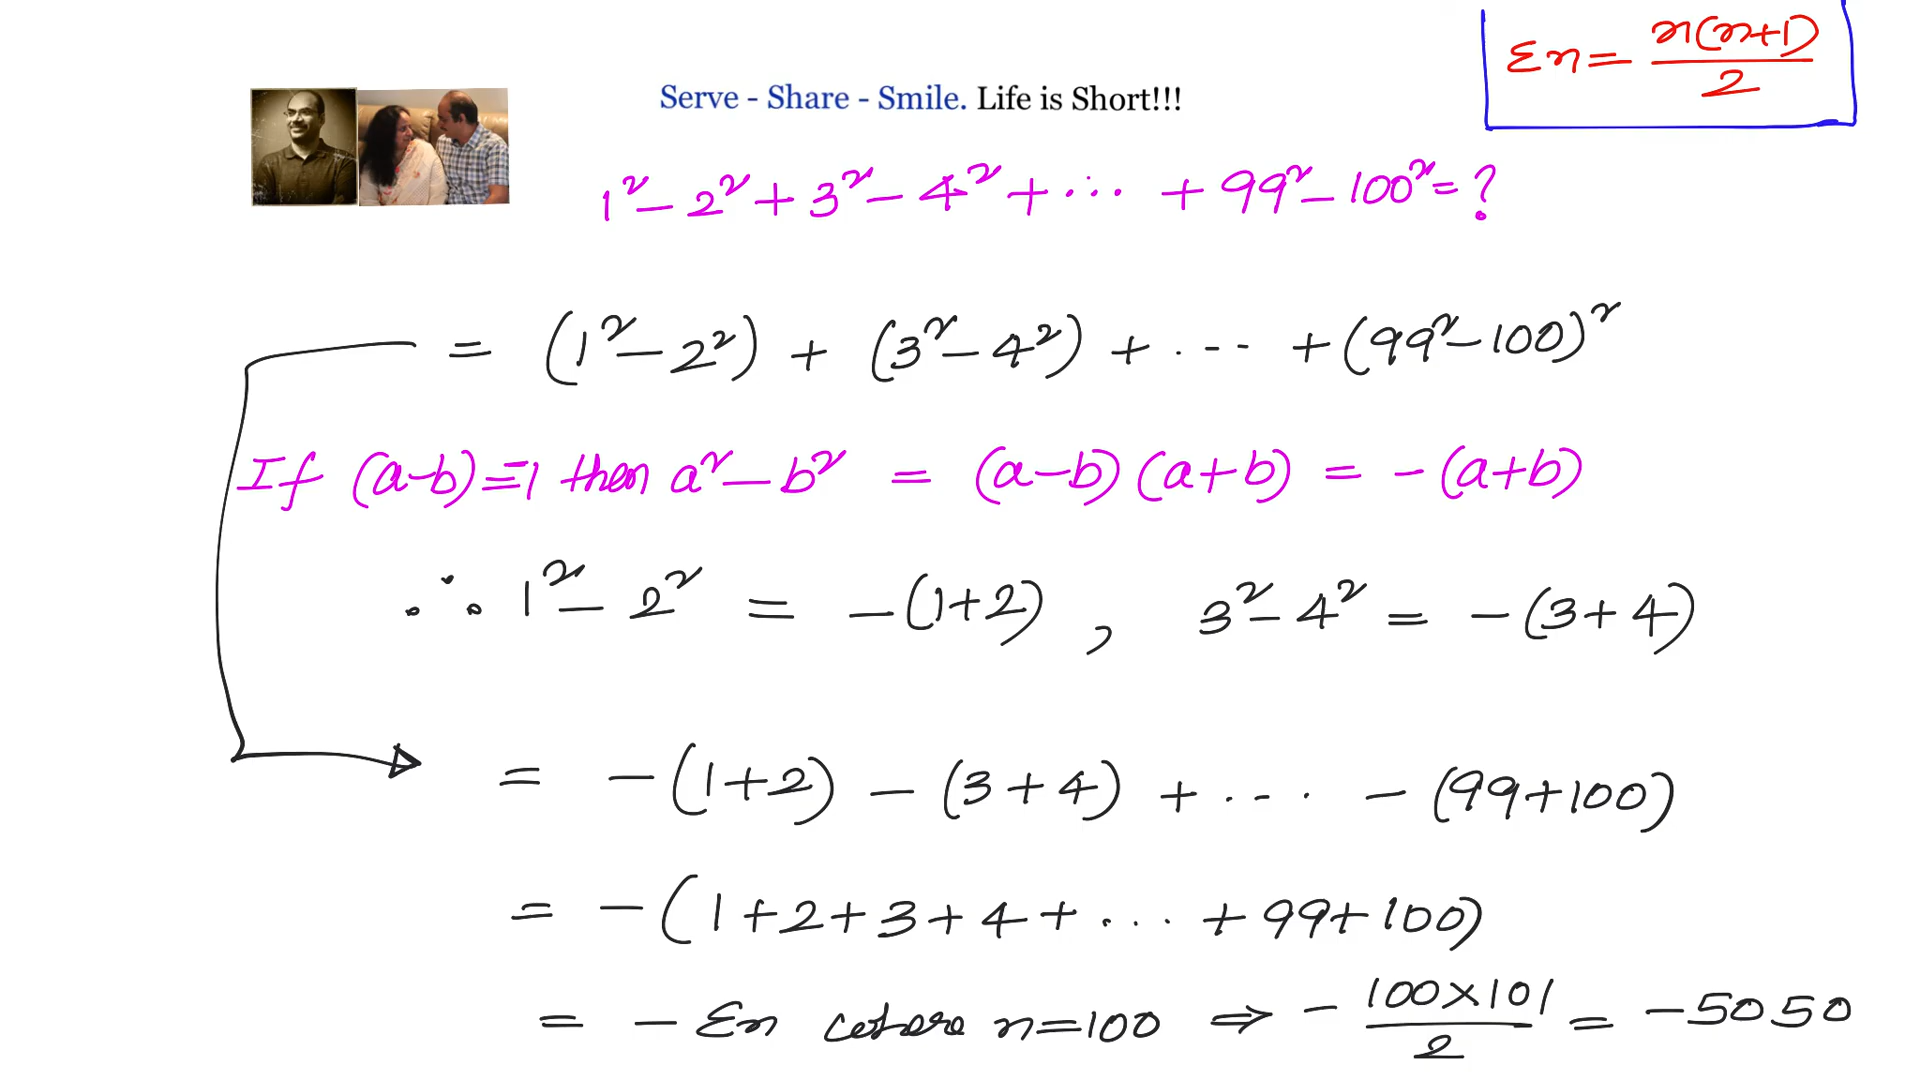 Σn = n(n+1)/2
Serve - Share - Smile. Life is Short!!!
1² - 2² + 3² - 4² + ... + 99² - 100² = ?
= (1² - 2²) + (3² - 4²) + ... + (99² - 100)²
If (a-b) = -1 then a² - b² = (a-b)(a+b) = -(a+b)
∴ 1² - 2² = -(1+2), 3² - 4² = -(3+4)
= -(1+2) - (3+4) + ... - (99+100)
= -(1+2+3+4+ ... +99+100)
= - Σn where n=100 ⇒ - 100×101/2 = -5050